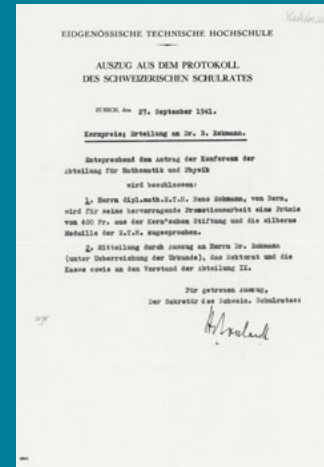 EIDGENÖSSISCHE TECHNISCHE HOCHSCHULE
AUSZUG AUS DEM PROTOKOLL
DES SCHWEIZERISCHEN SCHULRATES
ZÜRICH, den 27. September 1941.
Kernpreis; Erteilung an Dr. B. Eckmann.
Entsprechend dem Antrag der Konferenz der
Abteilung für Mathematik und Physik
wird beschlossen:
1. Herrn dipl.math.E.T.H. Beno Eckmann, von Bern,
wird für seine hervorragende Promotionsarbeit eine Prämie
von 400 Fr. aus der Kern'schen Stiftung und die silberne
Medaille der E.T.H. zugesprochen.
2. Mitteilung durch Auszug an Herrn Dr. Eckmann
(unter Ueberreichung der Urkunde), das Rektorat und die
Kasse sowie an den Vorstand der Abteilung IX.
Für getreuen Auszug,
Der Sekretär des Schweiz. Schulrates: